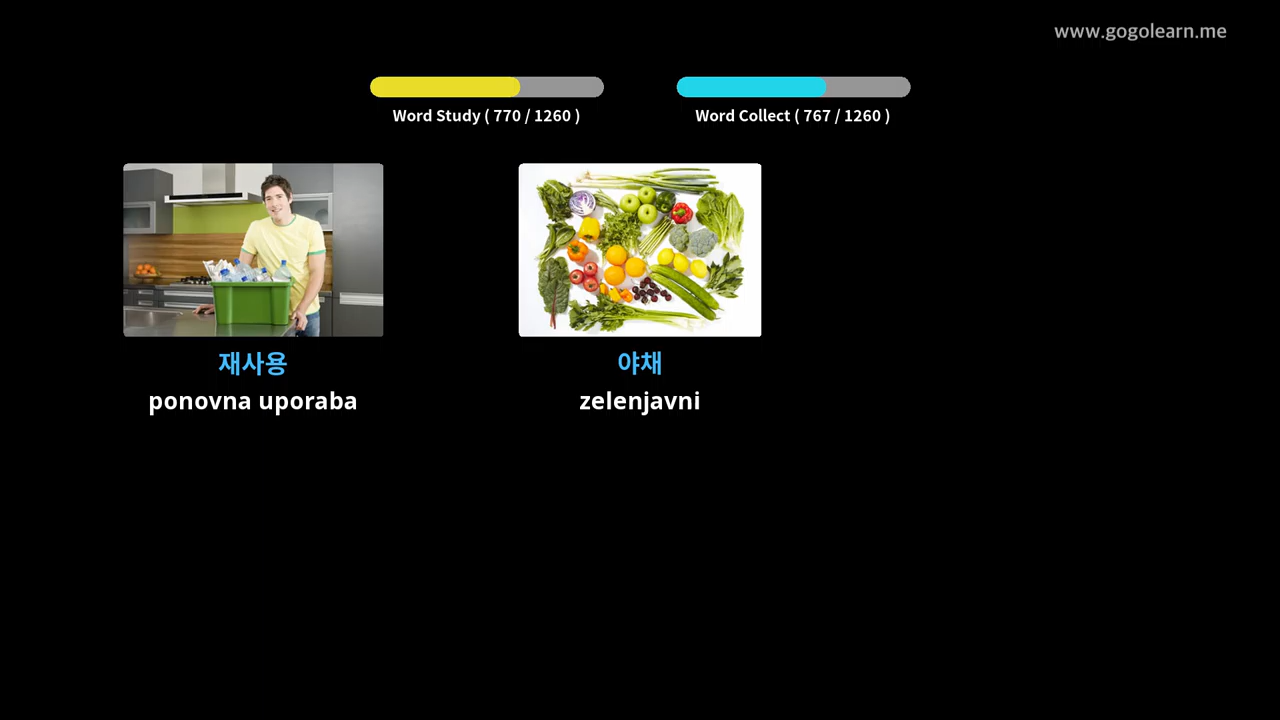 www.gogolearn.me
Word Study ( 770 / 1260 )
Word Collect ( 767 / 1260 )
재사용
야채
ponovna uporaba
zelenjavni